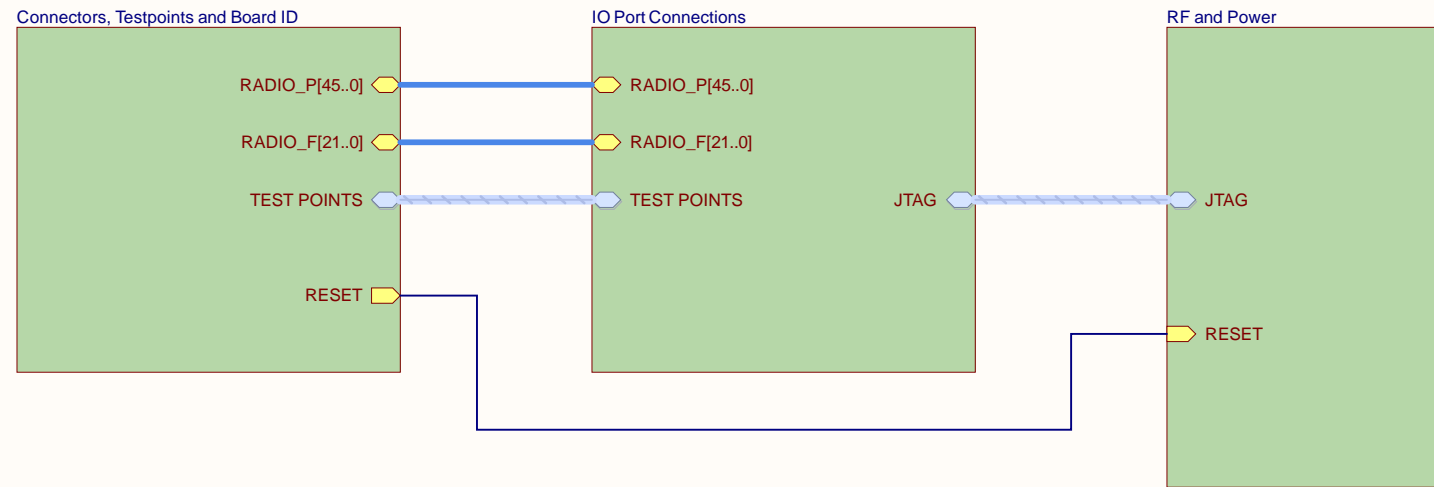 Connectors, Testpoints and Board ID
IO Port Connections
RF and Power
RADIO_P[45..0]
RADIO_P[45..0]
RADIO_F[21..0]
RADIO_F[21..0]
TEST POINTS
TEST POINTS
JTAG
JTAG
RESET
RESET